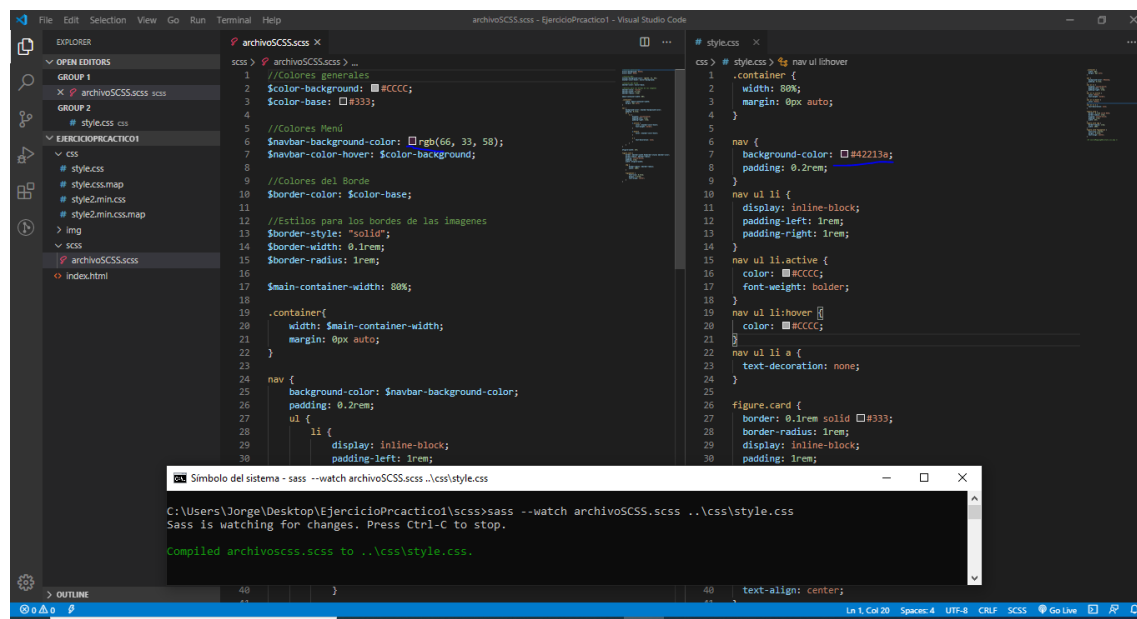 File Edit Selection View Go Run Terminal Help
archivoSCSS.scss - EjercicioPrcactico1 - Visual Studio Code
EXPLORER
OPEN EDITORS
GROUP 1
archivoSCSS.scss scss
GROUP 2
# style.css css
EJERCICIOPRCACTICO1
css
# style.css
# style.css.map
# style2.min.css
# style2.min.css.map
img
scss
archivoSCSS.scss
index.html
OUTLINE
archivoSCSS.scss
scss > archivoSCSS.scss > ...
1 //Colores generales
2 $color-background: #CCCC;
3 $color-base: #333;
4
5 //Colores Menú
6 $navbar-background-color: rgb(66, 33, 58);
7 $navbar-color-hover: $color-background;
8
9 //Colores del Borde
10 $border-color: $color-base;
11
12 //Estilos para los bordes de las imagenes
13 $border-style: "solid";
14 $border-width: 0.1rem;
15 $border-radius: 1rem;
16
17 $main-container-width: 80%;
18
19 .container{
20 width: $main-container-width;
21 margin: 0px auto;
22 }
23
24 nav {
25 background-color: $navbar-background-color;
26 padding: 0.2rem;
27 ul {
28 li {
29 display: inline-block;
30 padding-left: 1rem;
40 }
# style.css
css > # style.css > nav ul li:hover
1 .container {
2 width: 80%;
3 margin: 0px auto;
4 }
5
6 nav {
7 background-color: #42213a;
8 padding: 0.2rem;
9 }
10 nav ul li {
11 display: inline-block;
12 padding-left: 1rem;
13 padding-right: 1rem;
14 }
15 nav ul li.active {
16 color: #CCCC;
17 font-weight: bolder;
18 }
19 nav ul li:hover {
20 color: #CCCC;
21 }
22 nav ul li a {
23 text-decoration: none;
24 }
25
26 figure.card {
27 border: 0.1rem solid #333;
28 border-radius: 1rem;
29 display: inline-block;
30 padding: 1rem;
40 text-align: center;
Símbolo del sistema - sass --watch archivoSCSS.scss ..\css\style.css
C:\Users\Jorge\Desktop\EjercicioPrcactico1\scss>sass --watch archivoSCSS.scss ..\css\style.css
Sass is watching for changes. Press Ctrl-C to stop.
Compiled archivoscss.scss to ..\css\style.css.
0 0
Ln 1, Col 20 Spaces: 4 UTF-8 CRLF SCSS Go Live